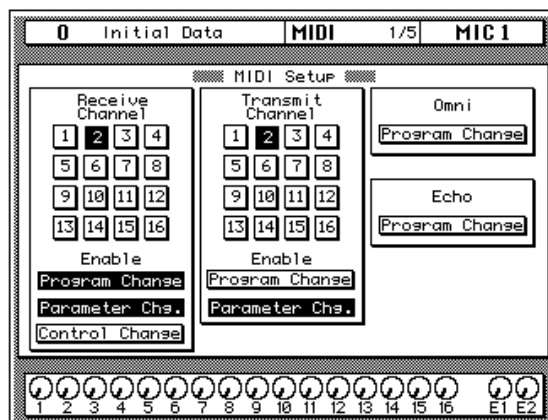 0 Initial Data MIDI 1/5 MIC 1
MIDI Setup
Receive Channel
1 2 3 4
5 6 7 8
9 10 11 12
13 14 15 16
Enable
Program Change
Parameter Chg.
Control Change
Transmit Channel
1 2 3 4
5 6 7 8
9 10 11 12
13 14 15 16
Enable
Program Change
Parameter Chg.
Omni
Program Change
Echo
Program Change
1 2 3 4 5 6 7 8 9 10 11 12 13 14 15 16 E1 E2